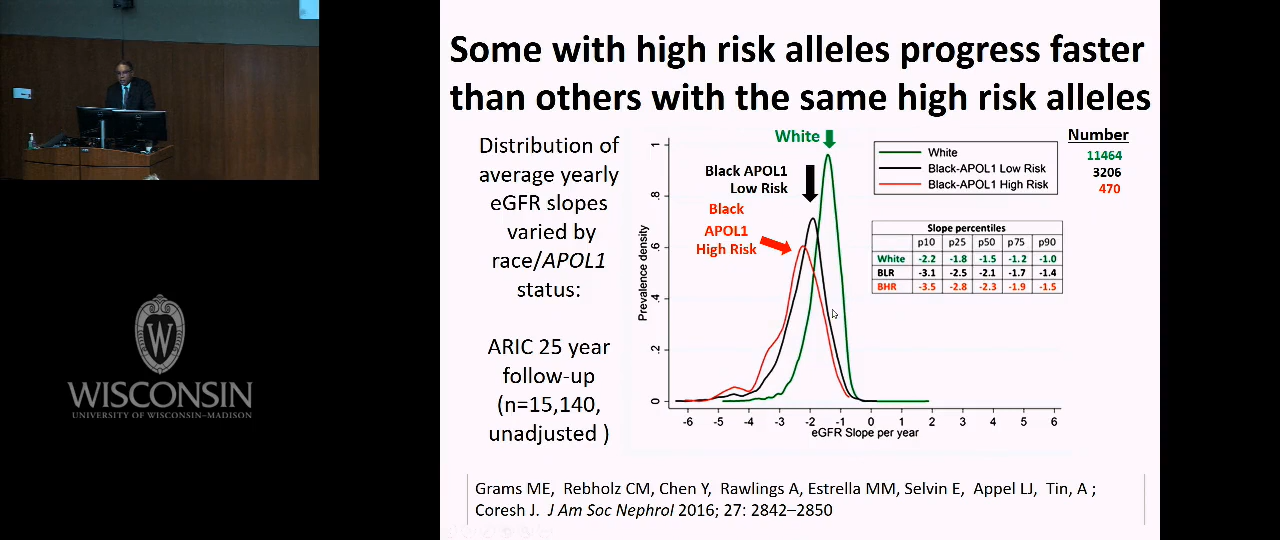 Some with high risk alleles progress faster
than others with the same high risk alleles
Distribution of
average yearly
eGFR slopes
varied by
race/APOL1
status:
ARIC 25 year
follow-up
(n=15,140,
unadjusted )
White
Black APOL1
Low Risk
Black
APOL1
High Risk
Prevalence density
1
.8
.6
.4
.2
0
-6 -5 -4 -3 -2 -1 0 1 2 3 4 5 6
eGFR Slope per year
White
Black-APOL1 Low Risk
Black-APOL1 High Risk
Number
11464
3206
470
Slope percentiles
p10 p25 p50 p75 p90
White -2.2 -1.8 -1.5 -1.2 -1.0
BLR -3.1 -2.5 -2.1 -1.7 -1.4
BHR -3.5 -2.8 -2.3 -1.9 -1.5
Grams ME, Rebholz CM, Chen Y, Rawlings A, Estrella MM, Selvin E, Appel LJ, Tin, A ;
Coresh J. J Am Soc Nephrol 2016; 27: 2842–2850
W
WISCONSIN
UNIVERSITY OF WISCONSIN–MADISON